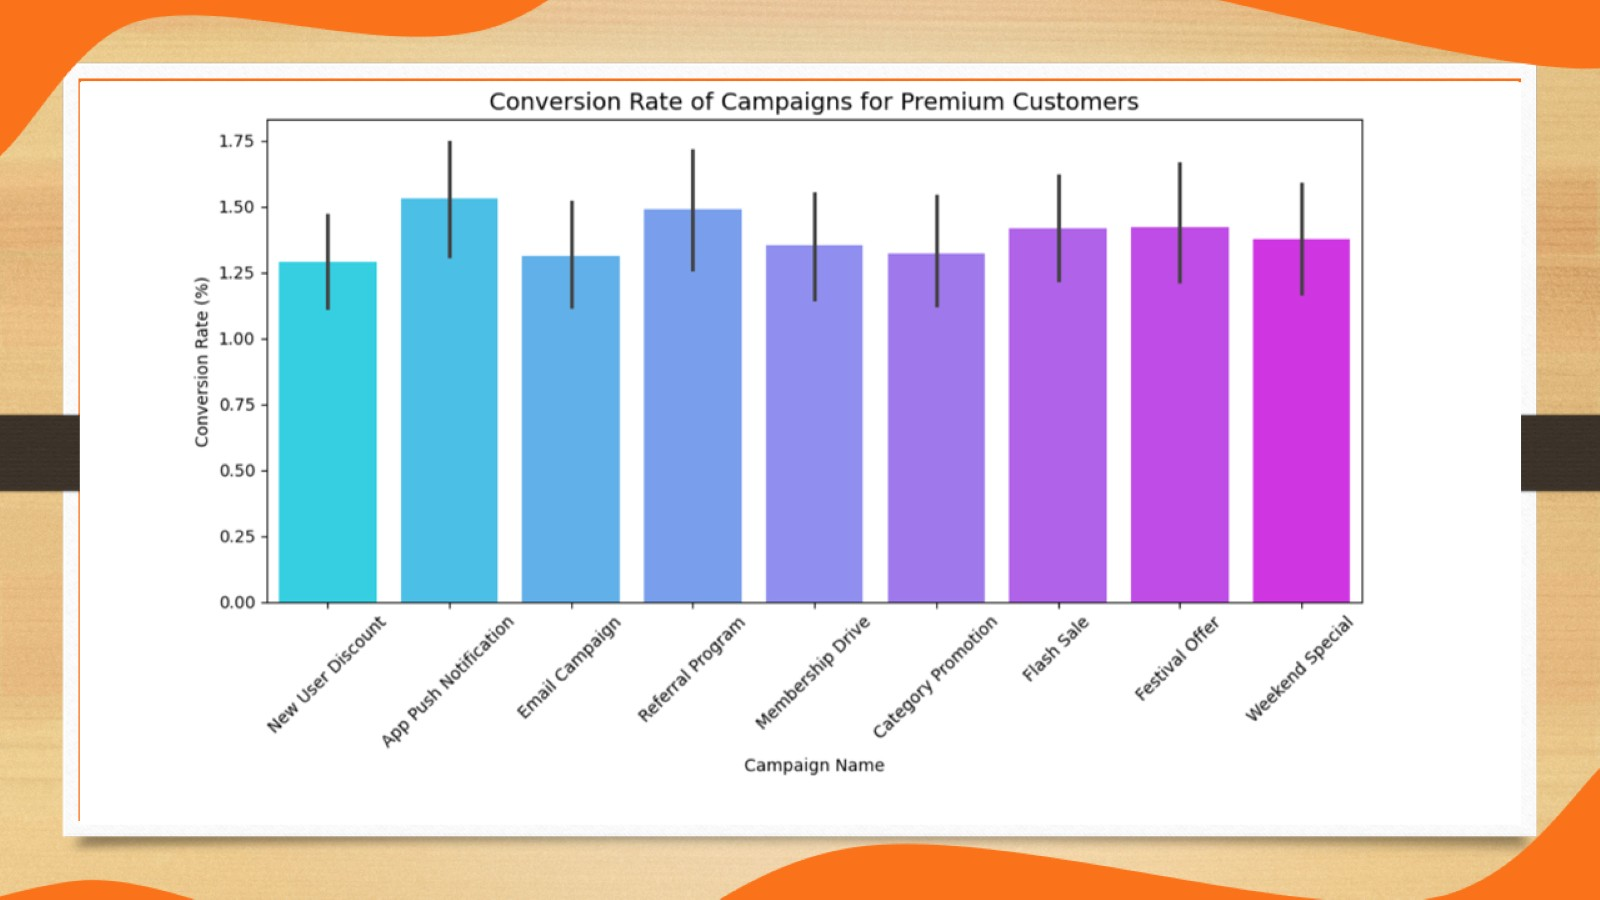 Conversion Rate of Campaigns for Premium Customers
Conversion Rate (%)
1.75
1.50
1.25
1.00
0.75
0.50
0.25
0.00
New User Discount
App Push Notification
Email Campaign
Referral Program
Membership Drive
Category Promotion
Flash Sale
Festival Offer
Weekend Special
Campaign Name